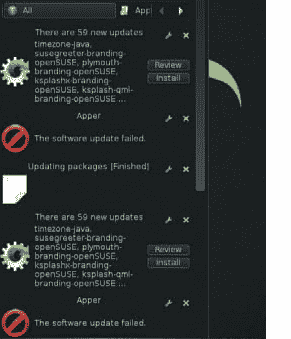 All
Appl
There are 59 new updates
timezone-java,
susegreeter-branding-
openSUSE, plymouth-
branding-openSUSE,
ksplashx-branding-
openSUSE, ksplash-qml-
branding-openSUSE ...
Review
Install
Apper
The software update failed.
Updating packages [Finished]
There are 59 new updates
timezone-java,
susegreeter-branding-
openSUSE, plymouth-
branding-openSUSE,
ksplashx-branding-
openSUSE, ksplash-qml-
branding-openSUSE ...
Review
Install
Apper
The software update failed.